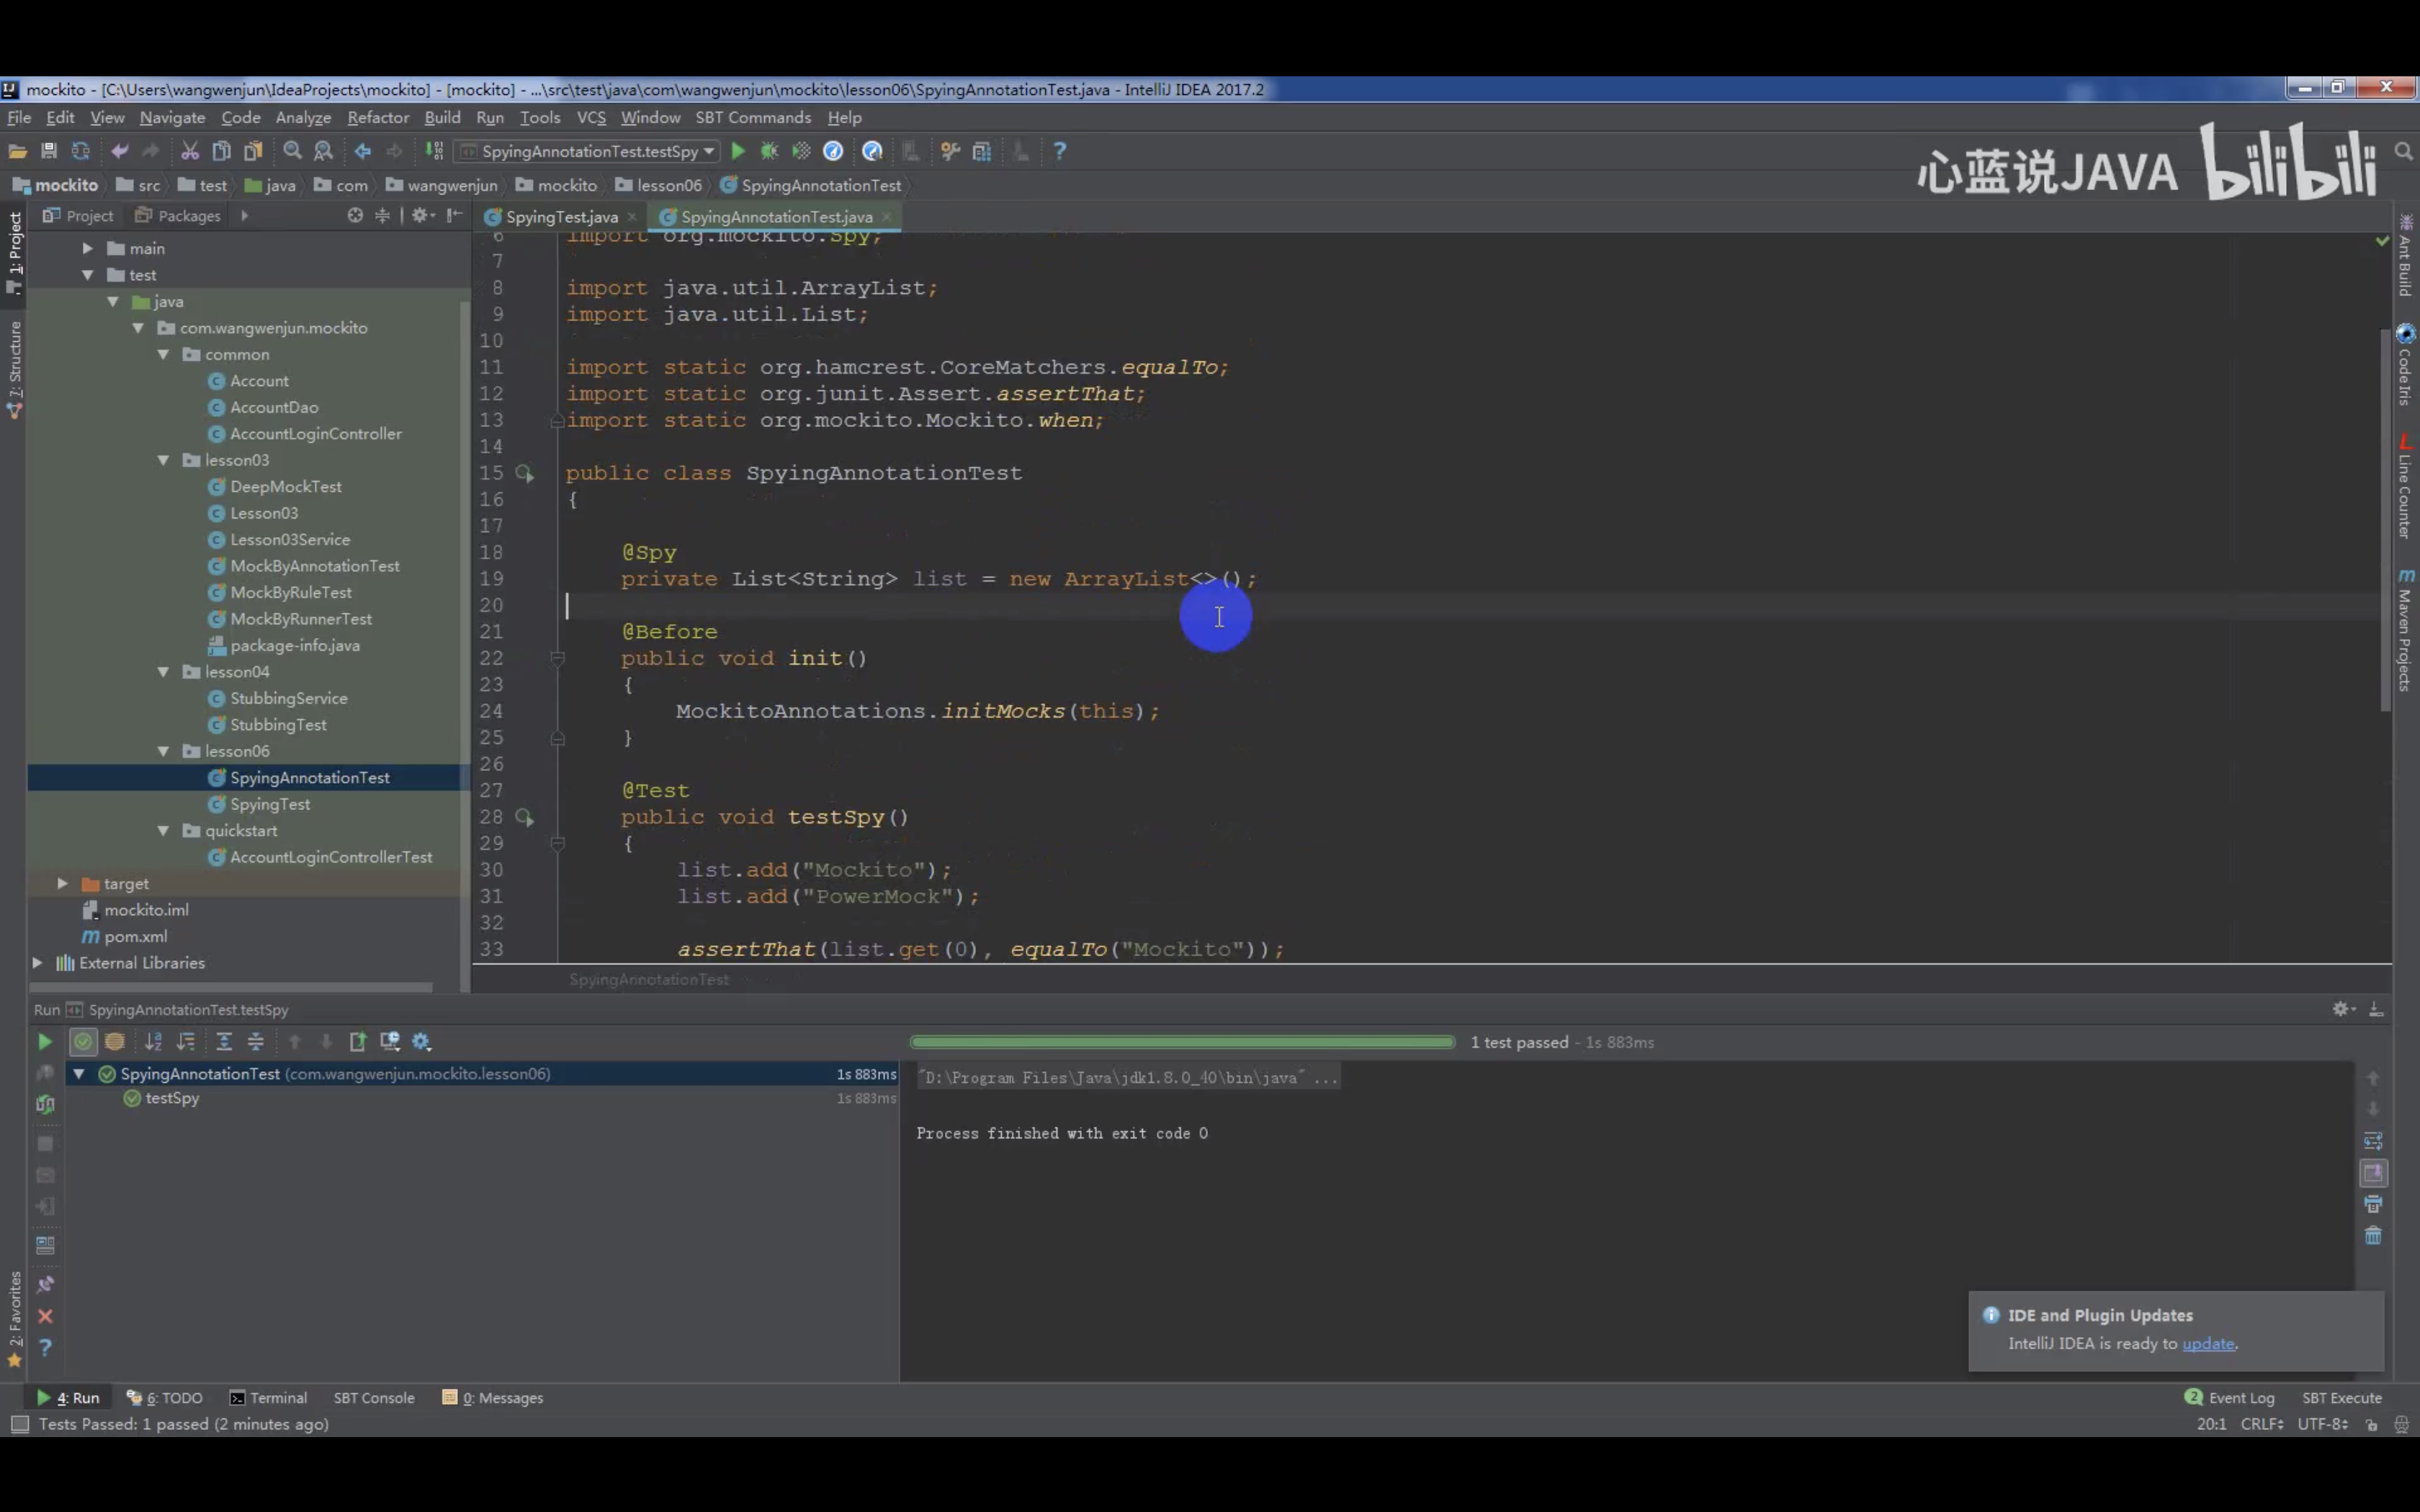 mockito - [C:\Users\wangwenjun\IdeaProjects\mockito] - [mockito] - ...\src\test\java\com\wangwenjun\mockito\lesson06\SpyingAnnotationTest.java - IntelliJ IDEA 2017.2
File Edit View Navigate Code Analyze Refactor Build Run Tools VCS Window SBT Commands Help
SpyingAnnotationTest.testSpy
心蓝说JAVA bilibili
mockito src test java com wangwenjun mockito lesson06 SpyingAnnotationTest
Project Packages
SpyingTest.java SpyingAnnotationTest.java
1: Project
7: Structure
2: Favorites
main
test
java
com.wangwenjun.mockito
common
Account
AccountDao
AccountLoginController
lesson03
DeepMockTest
Lesson03
Lesson03Service
MockByAnnotationTest
MockByRuleTest
MockByRunnerTest
package-info.java
lesson04
StubbingService
StubbingTest
lesson06
SpyingAnnotationTest
SpyingTest
quickstart
AccountLoginControllerTest
target
mockito.iml
pom.xml
External Libraries
6 import org.mockito.Spy;
7
8 import java.util.ArrayList;
9 import java.util.List;
10
11 import static org.hamcrest.CoreMatchers.equalTo;
12 import static org.junit.Assert.assertThat;
13 import static org.mockito.Mockito.when;
14
15 public class SpyingAnnotationTest
16 {
17
18 @Spy
19 private List<String> list = new ArrayList<>();
20
21 @Before
22 public void init()
23 {
24 MockitoAnnotations.initMocks(this);
25 }
26
27 @Test
28 public void testSpy()
29 {
30 list.add("Mockito");
31 list.add("PowerMock");
32
33 assertThat(list.get(0), equalTo("Mockito"));
SpyingAnnotationTest
Ant Build
Code Iris
Line Counter
Maven Projects
Run SpyingAnnotationTest.testSpy
1 test passed - 1s 883ms
SpyingAnnotationTest (com.wangwenjun.mockito.lesson06) 1s 883ms
testSpy 1s 883ms
"D:\Program Files\Java\jdk1.8.0_40\bin\java" ...
Process finished with exit code 0
IDE and Plugin Updates
IntelliJ IDEA is ready to update.
4: Run 6: TODO Terminal SBT Console 0: Messages
2 Event Log SBT Execute
Tests Passed: 1 passed (2 minutes ago)
20:1 CRLF UTF-8